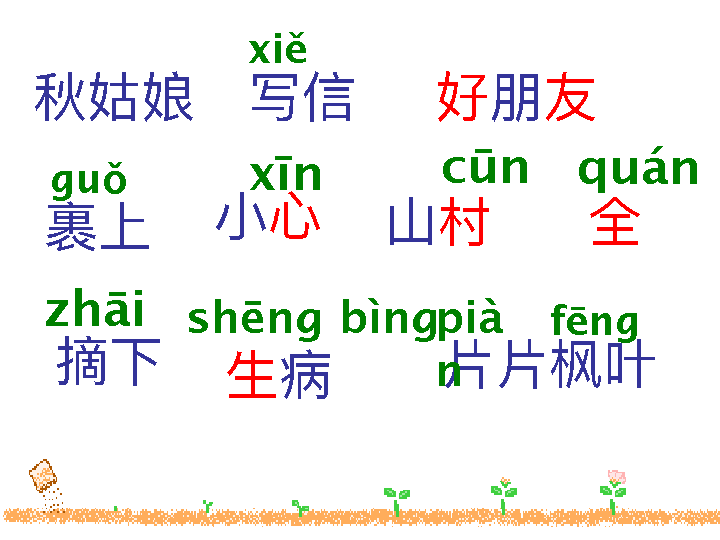 xiě
秋姑娘 写信 好朋友
guǒ xīn cūn quán
裹上 小心 山村 全
zhāi shēng bìng piàn fēng
摘下 生病 片片枫叶